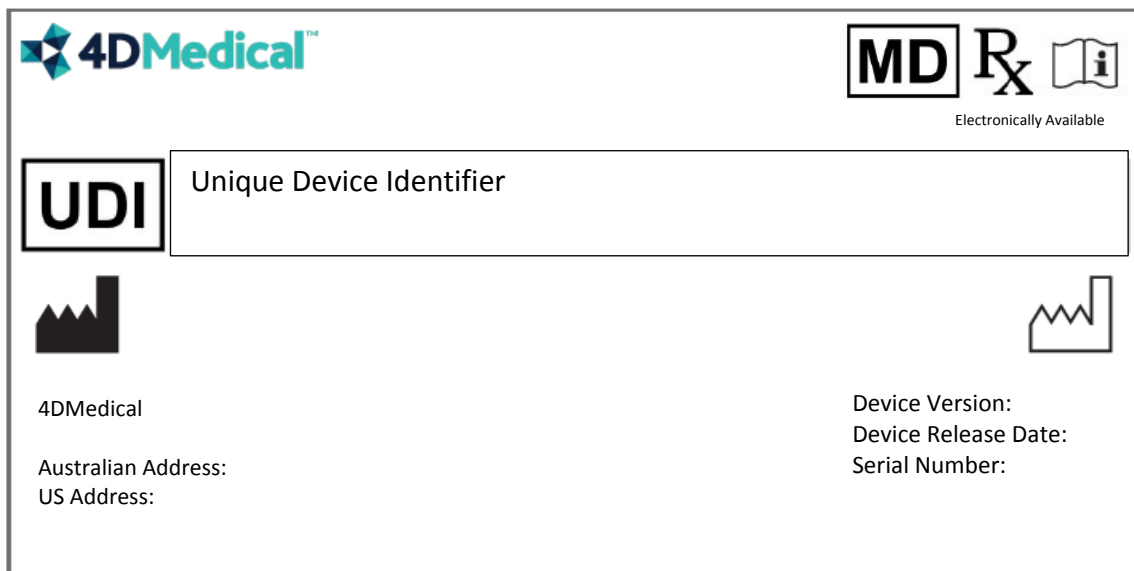 4DMedical™
MD Rx i
Electronically Available
UDI
Unique Device Identifier
4DMedical
Australian Address:
US Address:
Device Version:
Device Release Date:
Serial Number: